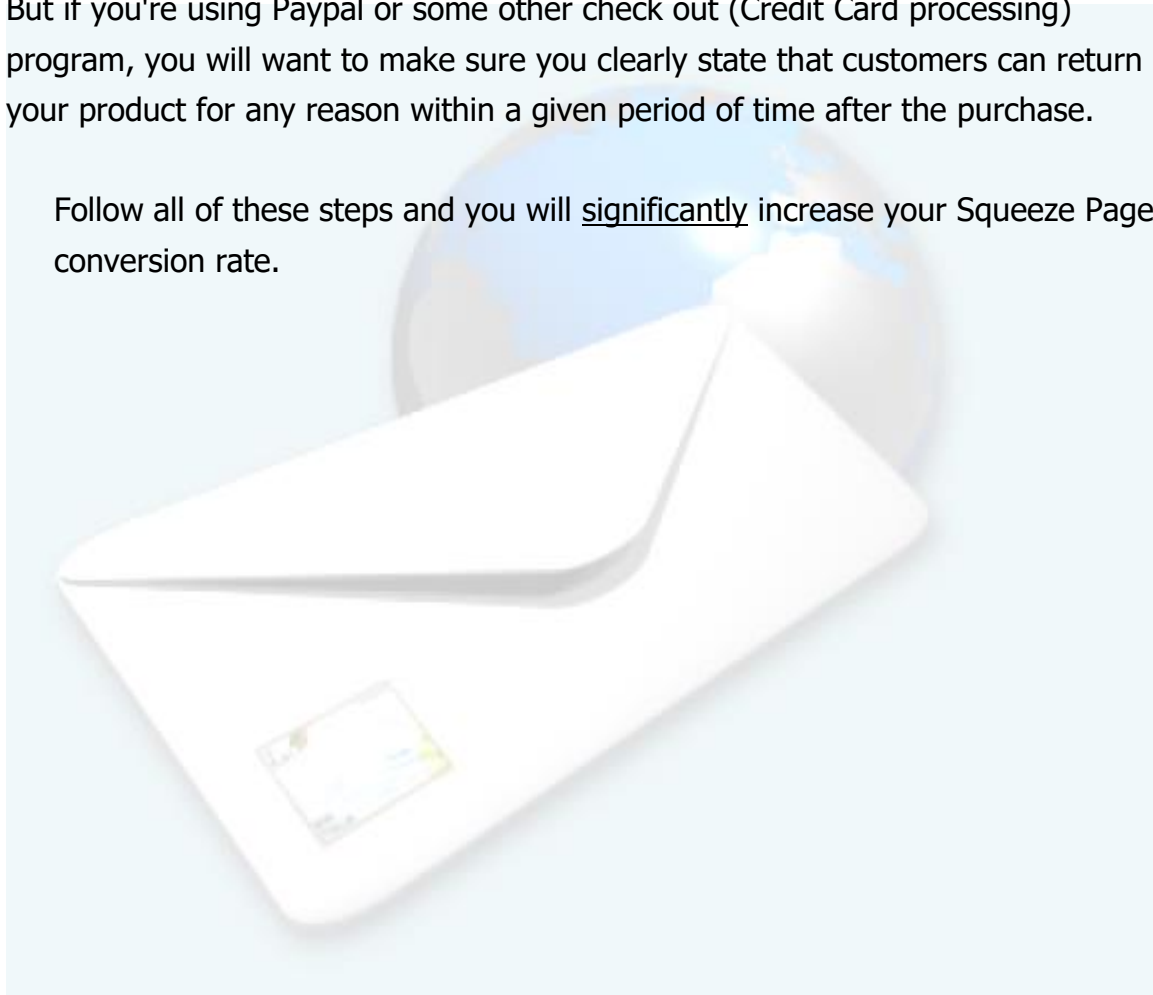 But if you're using Paypal or some other check out (Credit Card processing)
program, you will want to make sure you clearly state that customers can return
your product for any reason within a given period of time after the purchase.
Follow all of these steps and you will significantly increase your Squeeze Page
conversion rate.